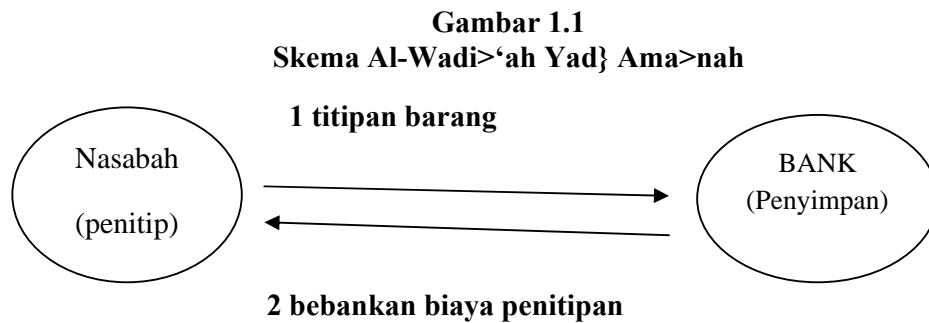 Gambar 1.1
Skema Al-Wadi>‘ah Yad} Ama>nah
1 titipan barang
Nasabah
(penitip)
BANK
(Penyimpan)
2 bebankan biaya penitipan